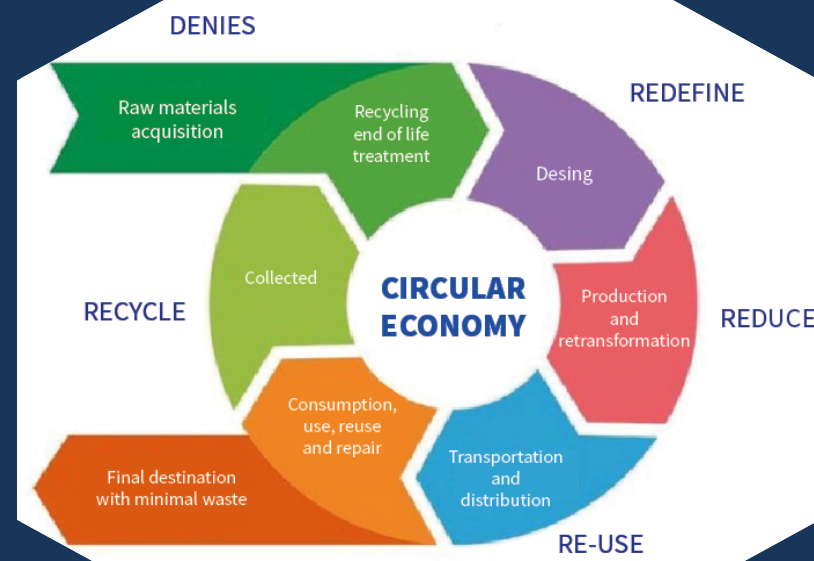 DENIES
REDEFINE
Raw materials
acquisition
Recycling
end of life
treatment
Desing
Collected
CIRCULAR
ECONOMY
Production
and
retransformation
RECYCLE
REDUCE
Consumption,
use, reuse
and repair
Transportation
and
distribution
Final destination
with minimal waste
RE-USE